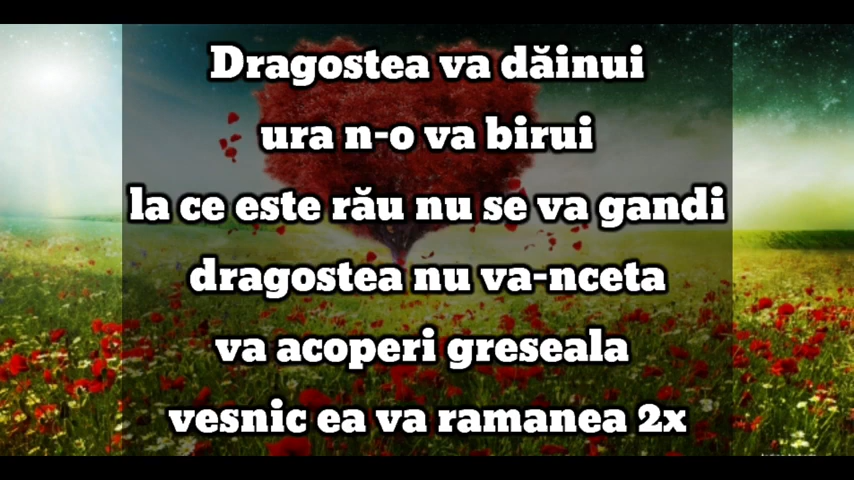 Dragostea va dăinui
ura n-o va birui
la ce este rău nu se va gandi
dragostea nu va-nceta
va acoperi greseala
vesnic ea va ramanea 2x